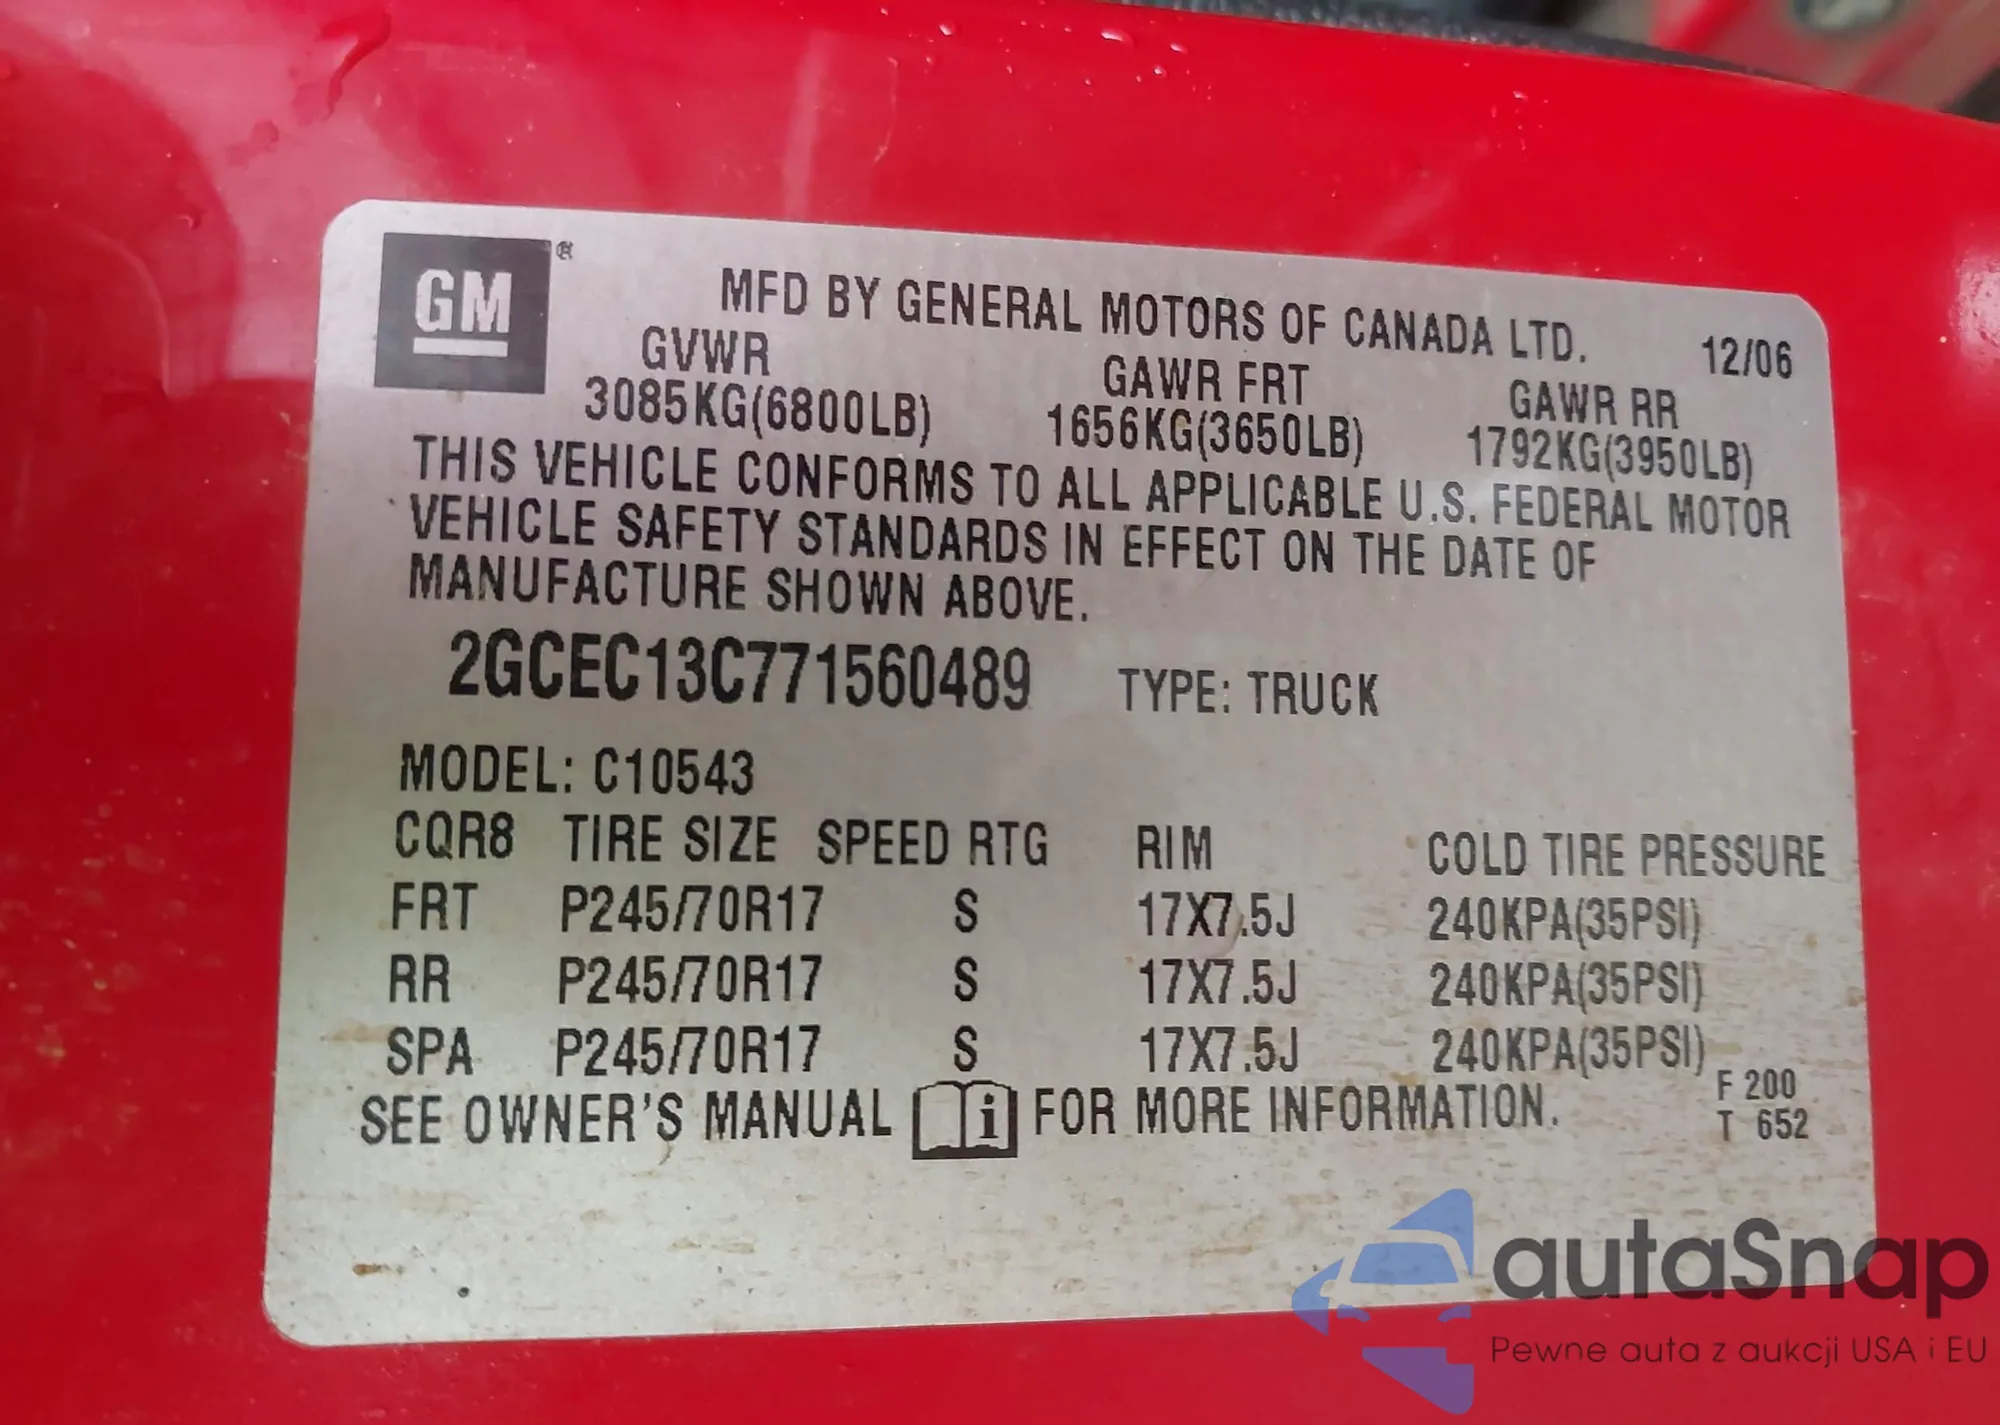 GM ®
MFD BY GENERAL MOTORS OF CANADA LTD. 12/06
GVWR GAWR FRT GAWR RR
3085KG(6800LB) 1656KG(3650LB) 1792KG(3950LB)
THIS VEHICLE CONFORMS TO ALL APPLICABLE U.S. FEDERAL MOTOR
VEHICLE SAFETY STANDARDS IN EFFECT ON THE DATE OF
MANUFACTURE SHOWN ABOVE.
2GCEC13C771560489 TYPE: TRUCK
MODEL: C10543
CQR8 TIRE SIZE SPEED RTG RIM COLD TIRE PRESSURE
FRT P245/70R17 S 17X7.5J 240KPA(35PSI)
RR P245/70R17 S 17X7.5J 240KPA(35PSI)
SPA P245/70R17 S 17X7.5J 240KPA(35PSI)
SEE OWNER'S MANUAL i FOR MORE INFORMATION.
F 200
T 652
autaSnap
Pewne auta z aukcji USA i EU